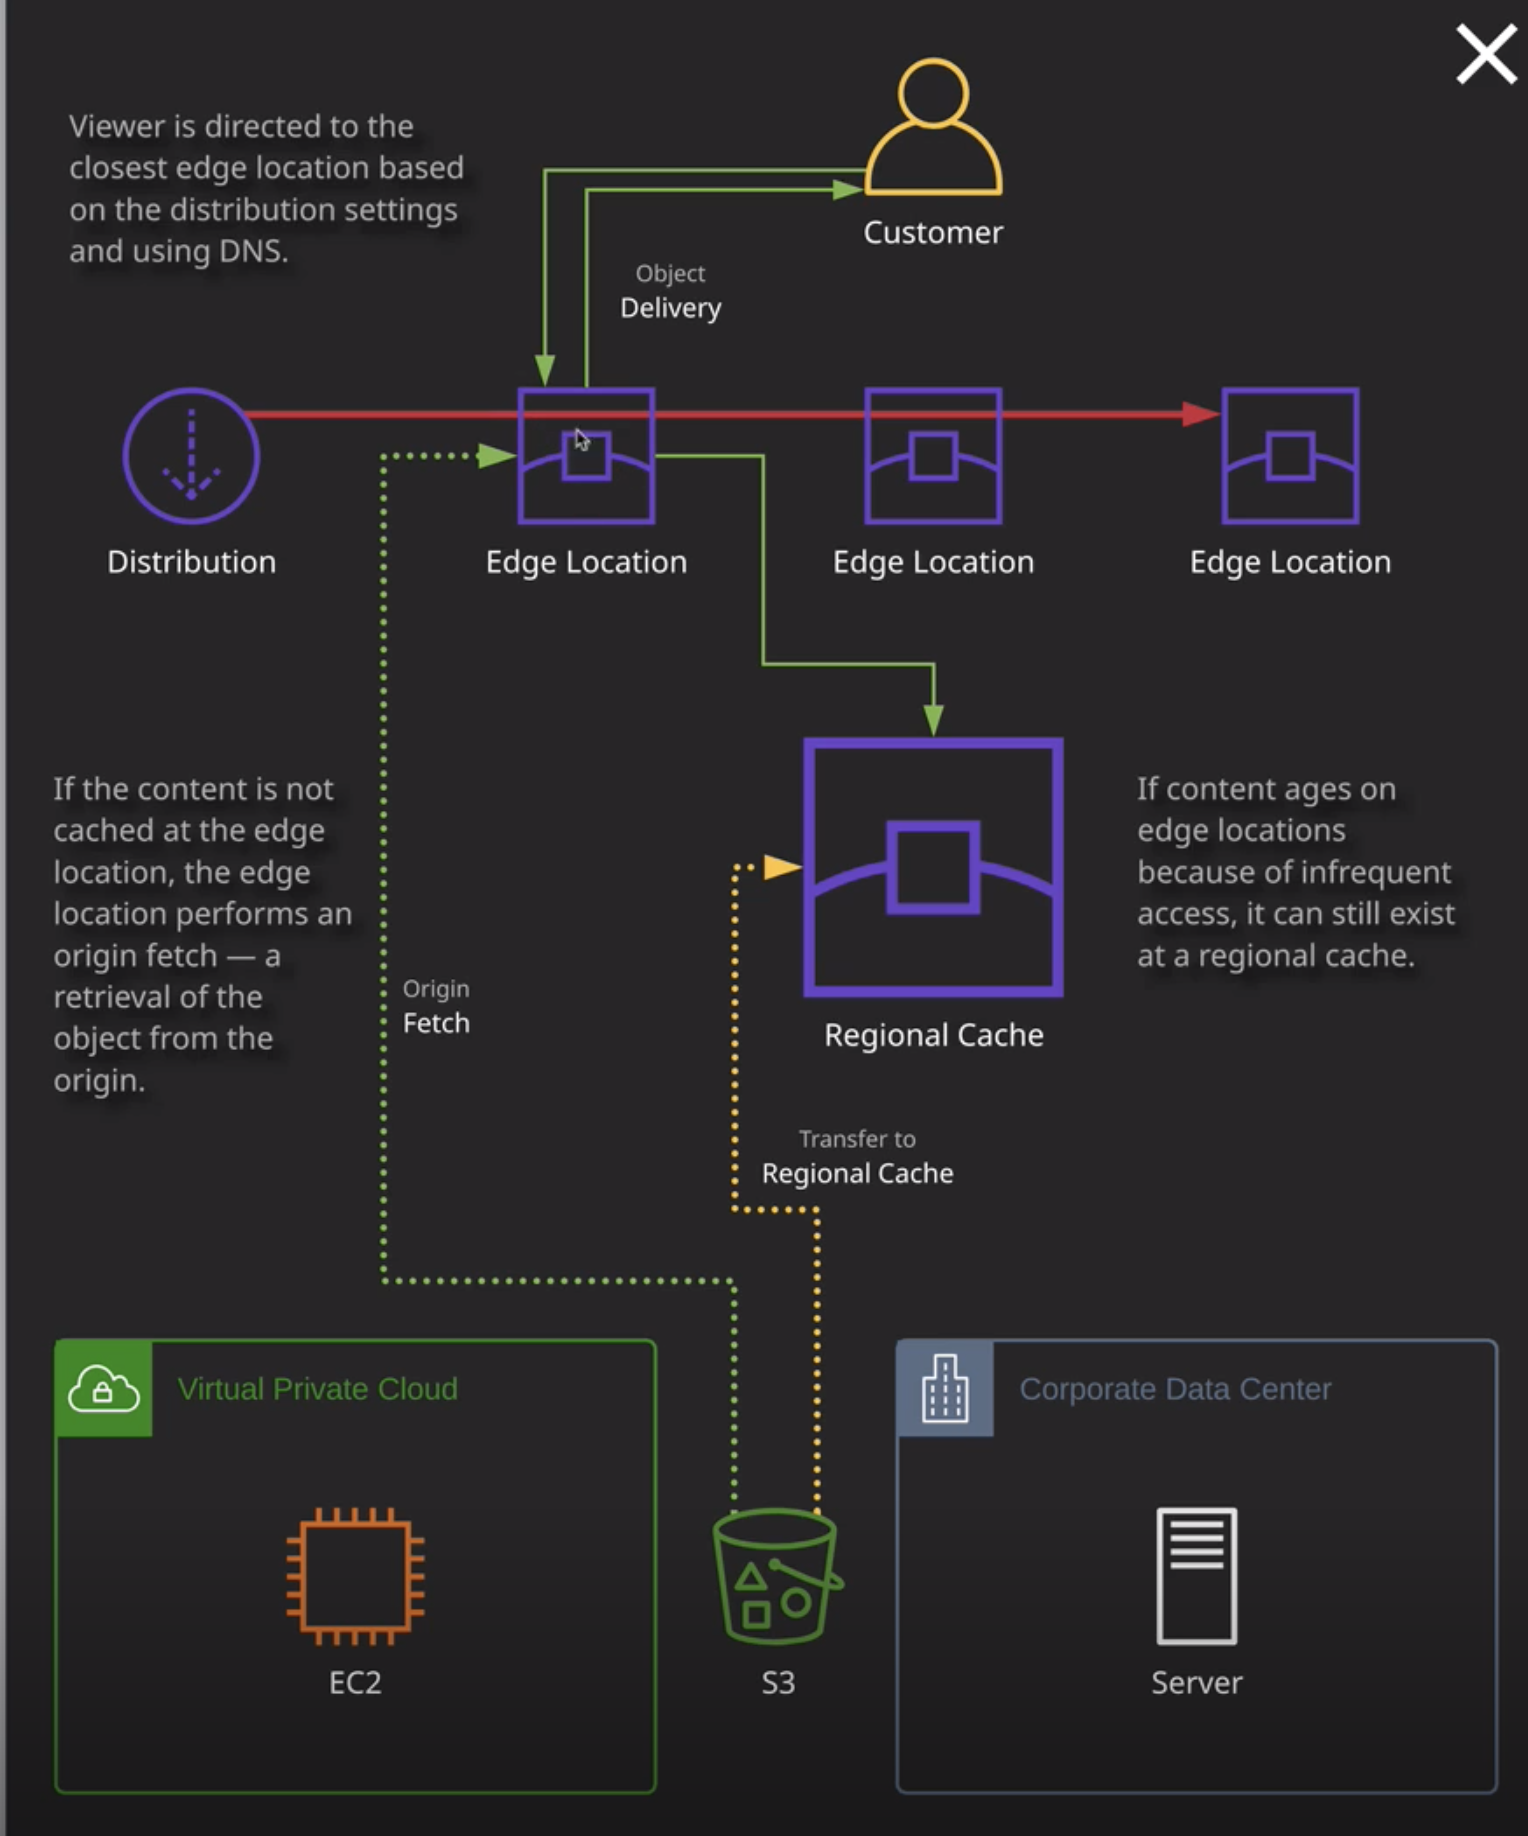 Viewer is directed to the
closest edge location based
on the distribution settings
and using DNS.
Customer
Object
Delivery
Distribution
Edge Location
Edge Location
Edge Location
If the content is not
cached at the edge
location, the edge
location performs an
origin fetch — a
retrieval of the
object from the
origin.
Origin
Fetch
If content ages on
edge locations
because of infrequent
access, it can still exist
at a regional cache.
Regional Cache
Transfer to
Regional Cache
Virtual Private Cloud
Corporate Data Center
EC2
S3
Server